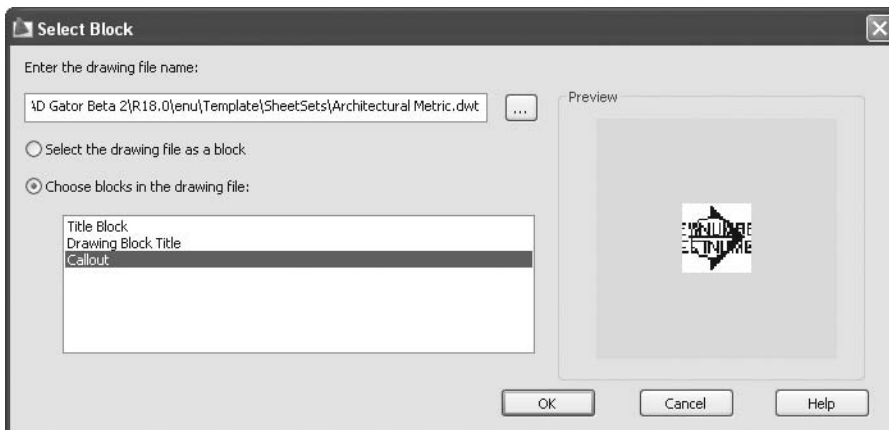 Select Block
Enter the drawing file name:
\D Gator Beta 2\R18.0\enu\Template\SheetSets\Architectural Metric.dwt
...
Preview
Select the drawing file as a block
Choose blocks in the drawing file:
Title Block
Drawing Block Title
Callout
OK
Cancel
Help